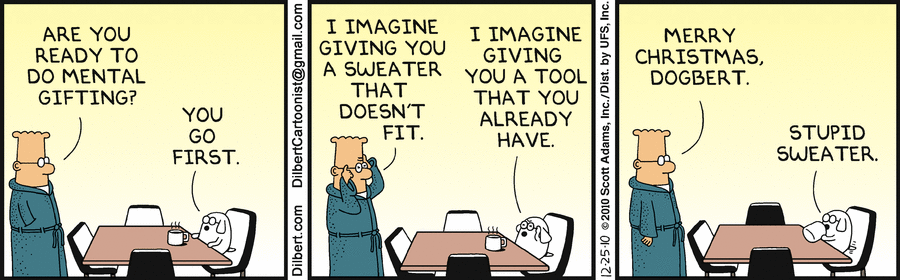 ARE YOU
READY TO
DO MENTAL
GIFTING?
YOU
GO
FIRST.
Dilbert.com DilbertCartoonist@gmail.com
I IMAGINE
GIVING YOU
A SWEATER
THAT
DOESN'T
FIT.
I IMAGINE
GIVING
YOU A TOOL
THAT YOU
ALREADY
HAVE.
12-25-10 © 2010 Scott Adams, Inc./Dist. by UFS, Inc.
MERRY
CHRISTMAS,
DOGBERT.
STUPID
SWEATER.